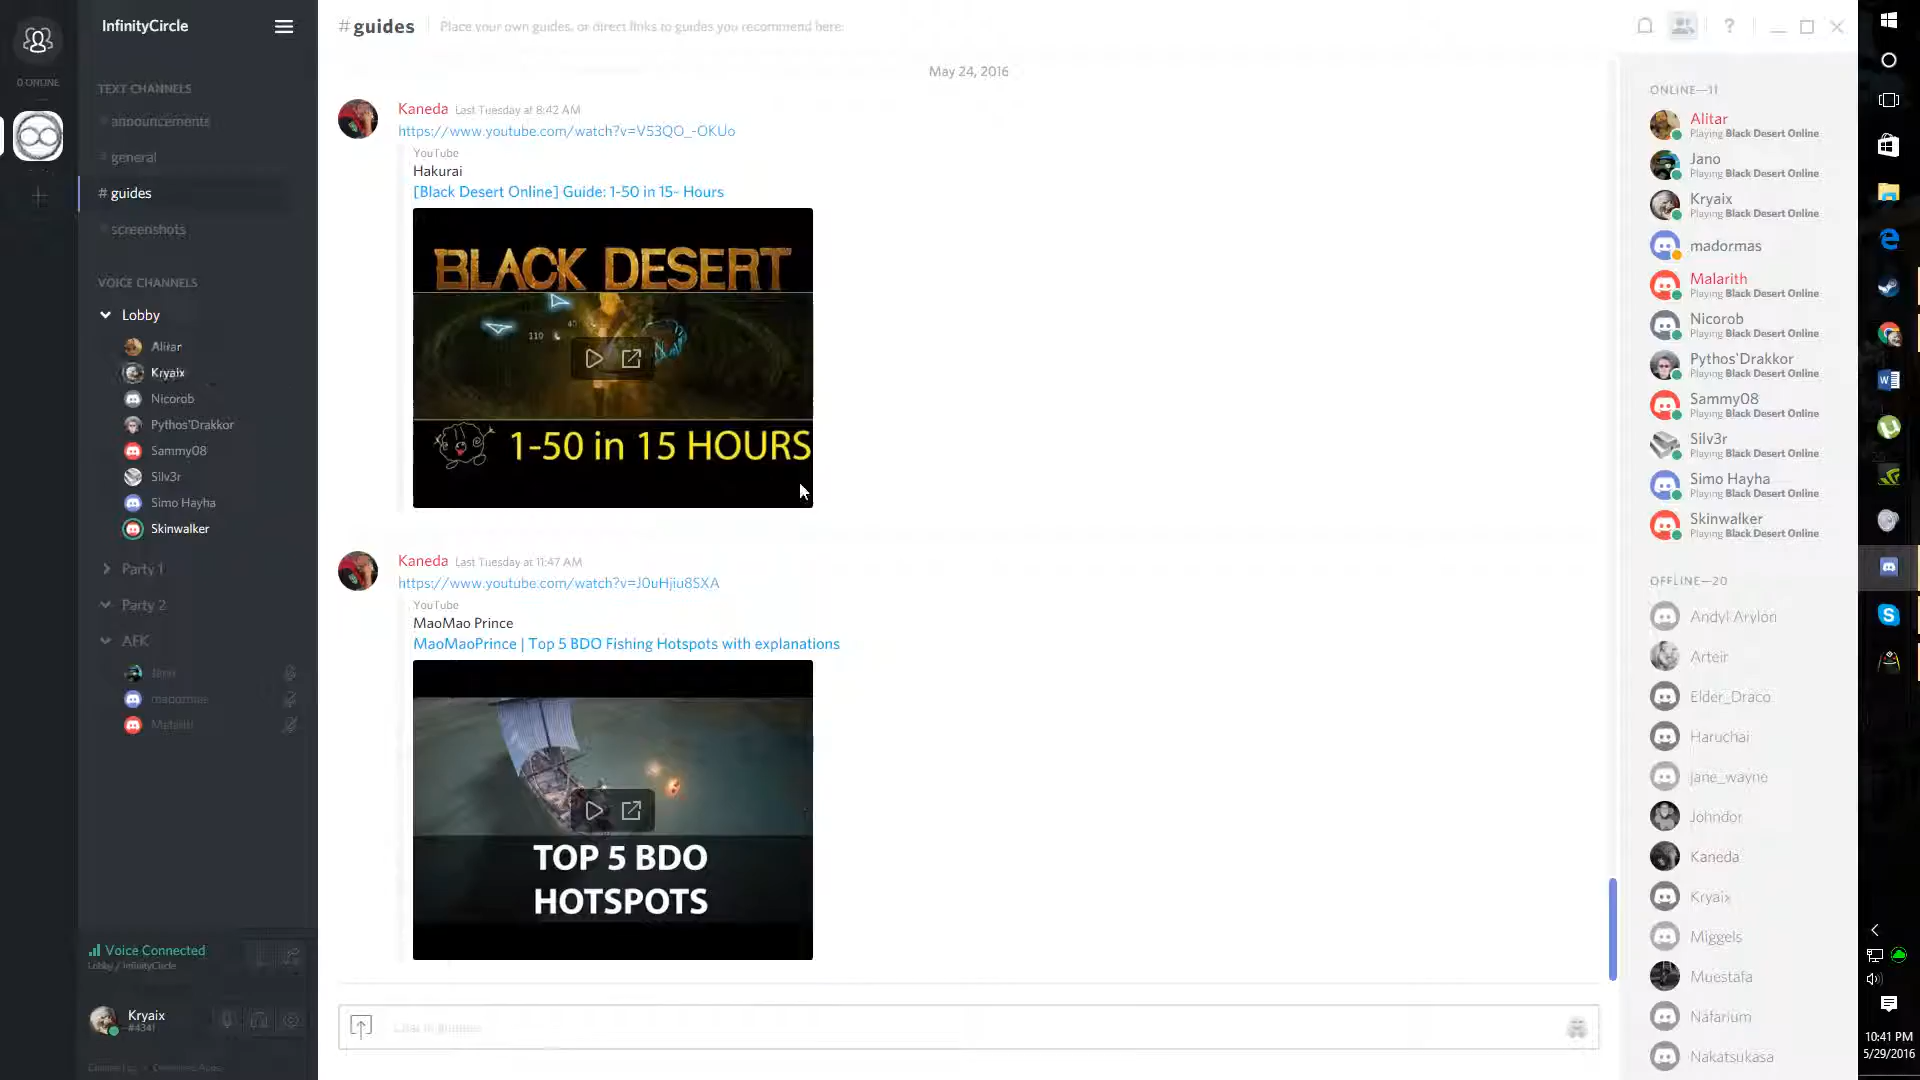 InfinityCircle
0 ONLINE
TEXT CHANNELS
# announcements
# general
# guides
# screenshots
VOICE CHANNELS
Lobby
Alitar
Kryaix
Nicorob
Pythos'Drakkor
Sammy08
Silv3r
Simo Hayha
Skinwalker
Party 1
Party 2
AFK
Jano
madormas
Voice Connected
Lobby / InfinityCircle
Kryaix
#4341
# guides
Place your own guides, or direct links to guides you recommend here.
May 24, 2016
Kaneda Last Tuesday at 8:42 AM
https://www.youtube.com/watch?v=V53QO_-OKUo
YouTube
Hakurai
[Black Desert Online] Guide: 1-50 in 15- Hours
BLACK DESERT
110
40
1-50 in 15 HOURS
Kaneda Last Tuesday at 11:47 AM
https://www.youtube.com/watch?v=J0uHjiu8SXA
YouTube
MaoMao Prince
MaoMaoPrince | Top 5 BDO Fishing Hotspots with explanations
TOP 5 BDO
HOTSPOTS
ONLINE—11
Alitar
Playing Black Desert Online
Jano
Playing Black Desert Online
Kryaix
Playing Black Desert Online
madormas
Malarith
Playing Black Desert Online
Nicorob
Playing Black Desert Online
Pythos'Drakkor
Playing Black Desert Online
Sammy08
Playing Black Desert Online
Silv3r
Playing Black Desert Online
Simo Hayha
Playing Black Desert Online
Skinwalker
Playing Black Desert Online
OFFLINE—20
Andyl Arylon
Arteir
Elder_Draco
Haruchai
jane_wayne
Johndor
Kaneda
Kryaix
Miggels
Muestafa
Nafarium
Nakatsukasa
10:41 PM
5/29/2016